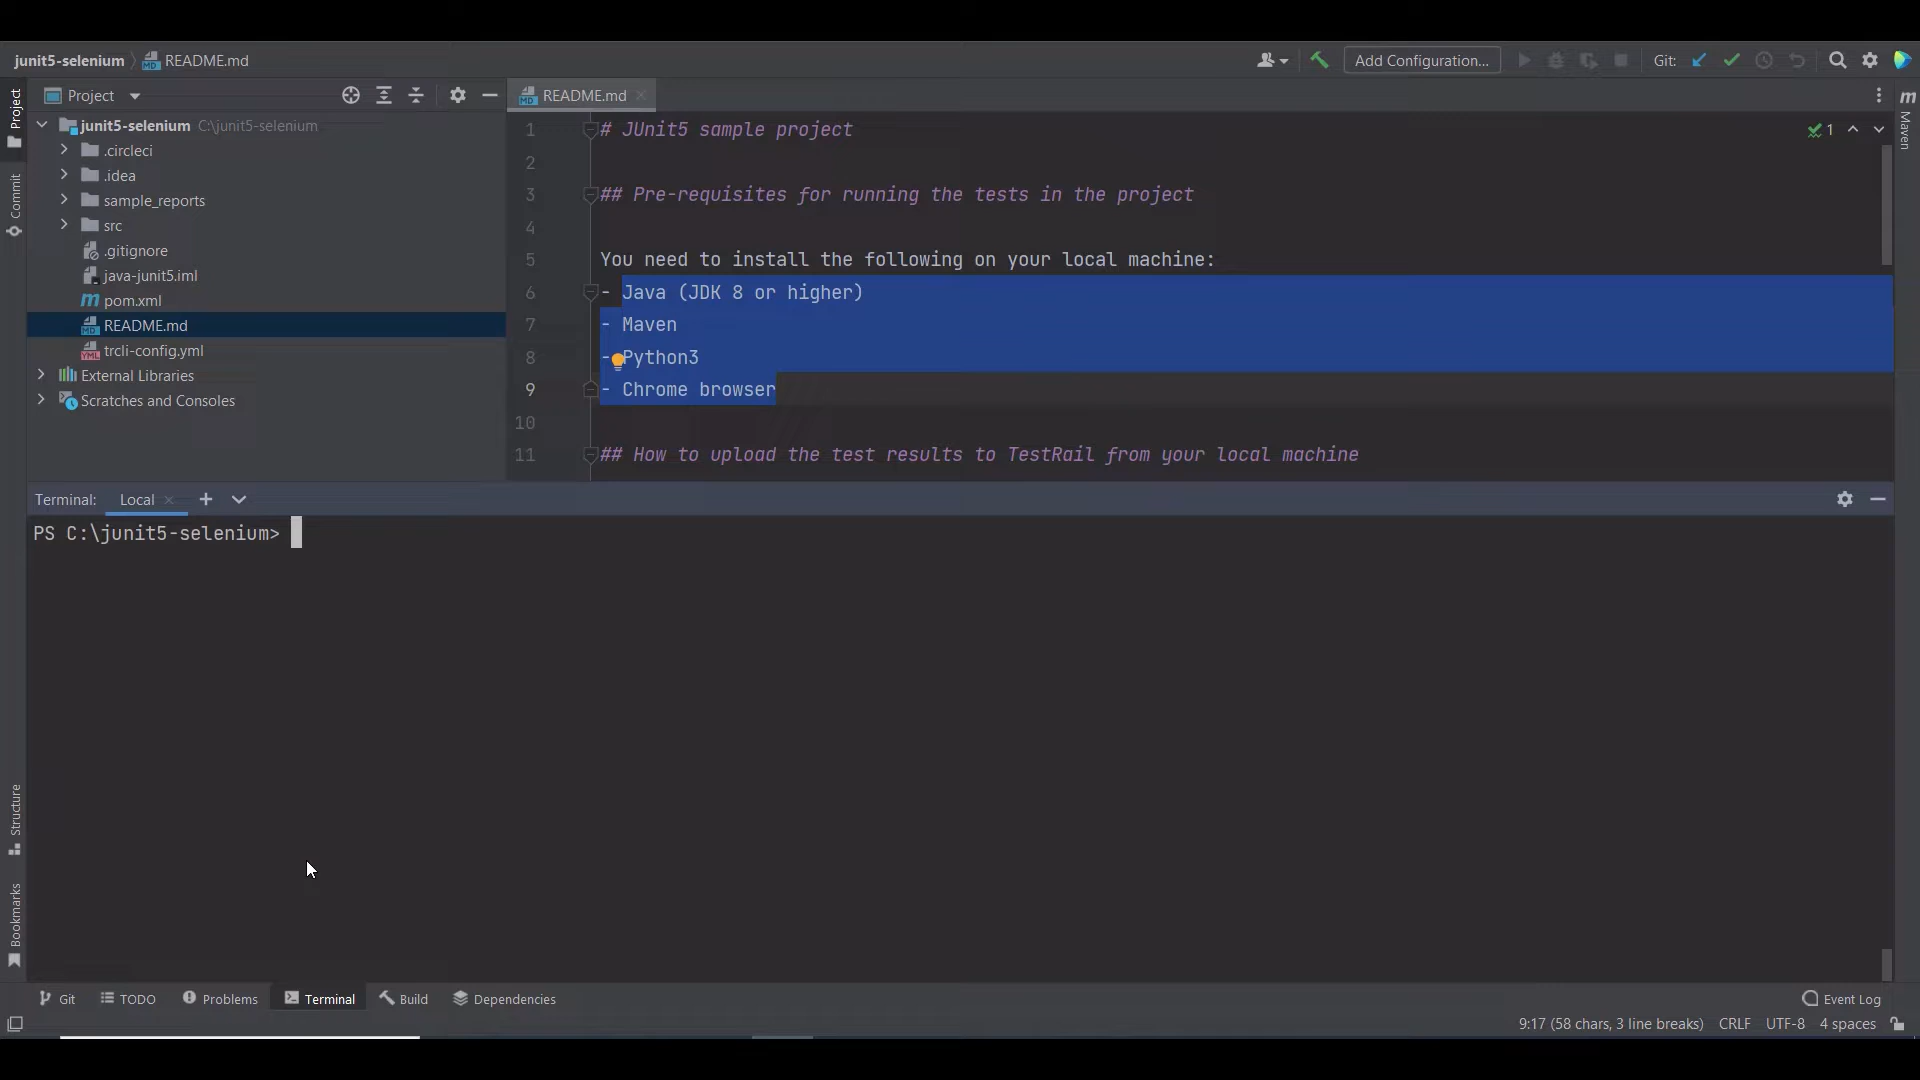 junit5-selenium README.md
Add Configuration... Git:
Project
README.md
junit5-selenium C:\junit5-selenium
.circleci
.idea
sample_reports
src
.gitignore
java-junit5.iml
pom.xml
README.md
trcli-config.yml
External Libraries
Scratches and Consoles
1 # JUnit5 sample project
2
3 ## Pre-requisites for running the tests in the project
4
5 You need to install the following on your local machine:
6 - Java (JDK 8 or higher)
7 - Maven
8 - Python3
9 - Chrome browser
10
11 ## How to upload the test results to TestRail from your local machine
1
Project
Commit
Structure
Bookmarks
m
Maven
Terminal: Local
PS C:\junit5-selenium>
Git TODO Problems Terminal Build Dependencies Event Log
9:17 (58 chars, 3 line breaks) CRLF UTF-8 4 spaces